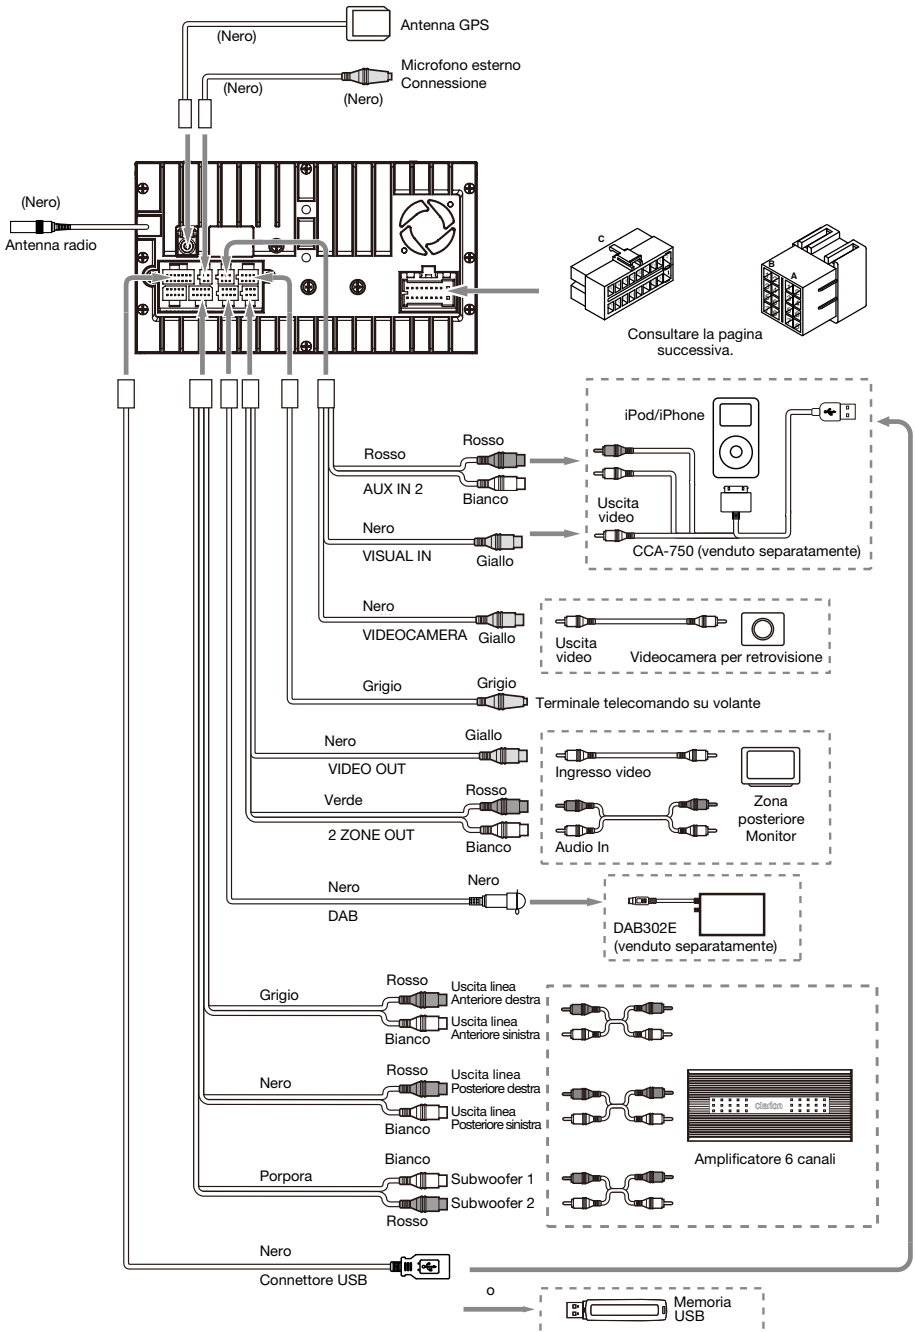 Antenna GPS
(Nero)
Microfono esterno
Connessione
(Nero)
(Nero)
(Nero)
Antenna radio
C
B
A
Consultare la pagina
successiva.
iPod/iPhone
Rosso
Rosso
AUX IN 2
Bianco
Uscita
video
Nero
VISUAL IN
Giallo
CCA-750 (venduto separatamente)
Nero
VIDEOCAMERA
Giallo
Uscita
video
Videocamera per retrovisione
Grigio
Grigio
Terminale telecomando su volante
Nero
VIDEO OUT
Giallo
Ingresso video
Verde
2 ZONE OUT
Rosso
Bianco
Audio In
Zona
posteriore
Monitor
Nero
DAB
Nero
DAB302E
(venduto separatamente)
Grigio
Rosso
Uscita linea
Anteriore destra
Bianco
Uscita linea
Anteriore sinistra
Nero
Rosso
Uscita linea
Posteriore destra
Bianco
Uscita linea
Posteriore sinistra
Clarion
Amplificatore 6 canali
Porpora
Bianco
Subwoofer 1
Subwoofer 2
Rosso
Nero
Connettore USB
o
Memoria
USB